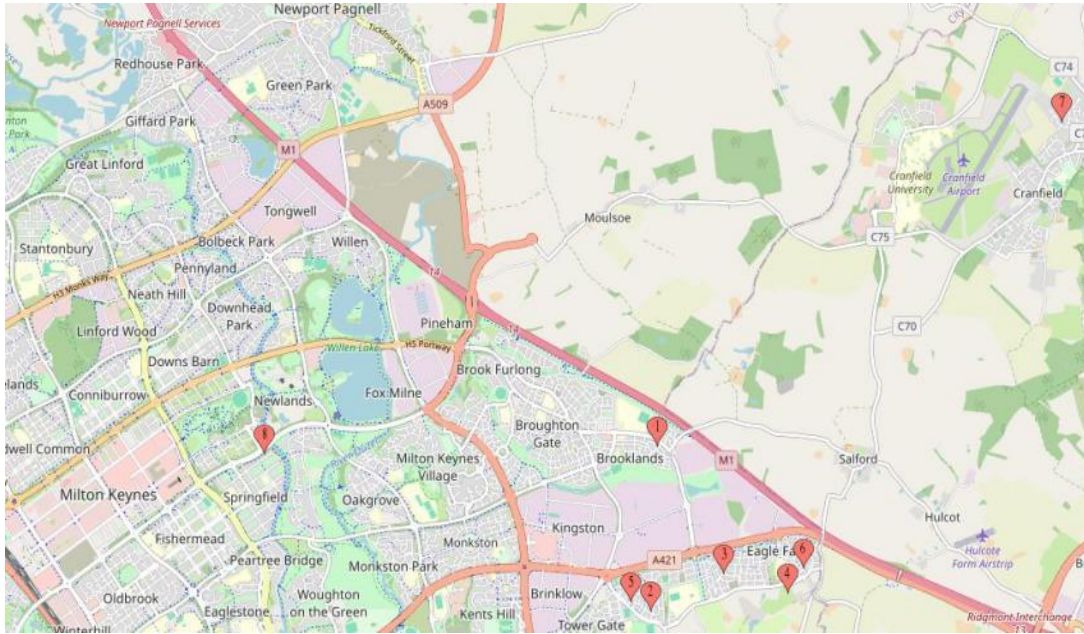 Newport Pagnell Services
Newport Pagnell
Tickford Street
Redhouse Park
Green Park
A509
C74
7
Giffard Park
M1
Great Linford
Cranfield
University
Cranfield
Airport
Cranfield
Tongwell
Moulsoe
Stantonbury
Bolbeck Park
Willen
C75
Pennyland
14
H3 Monks Way
Neath Hill
Downhead
Park
Linford Wood
Pineham
14
C70
Willen Lake
H5 Portway
Downs Barn
Brook Furlong
Conniburrow
Newlands
Fox Milne
8
Broughton
Gate
1
Milton Keynes
Village
Brooklands
M1
Salford
Milton Keynes
Springfield
Oakgrove
Hulcot
Kingston
Fishermead
Monkston
Hulcote
Farm Airstrip
Peartree Bridge
Monkston Park
A421
3
6
4
5
2
Oldbrook
Woughton
on the Green
Brinklow
Eaglestone
Kents Hill
Tower Gate
Winterhill
Ridgmont Interchange
13